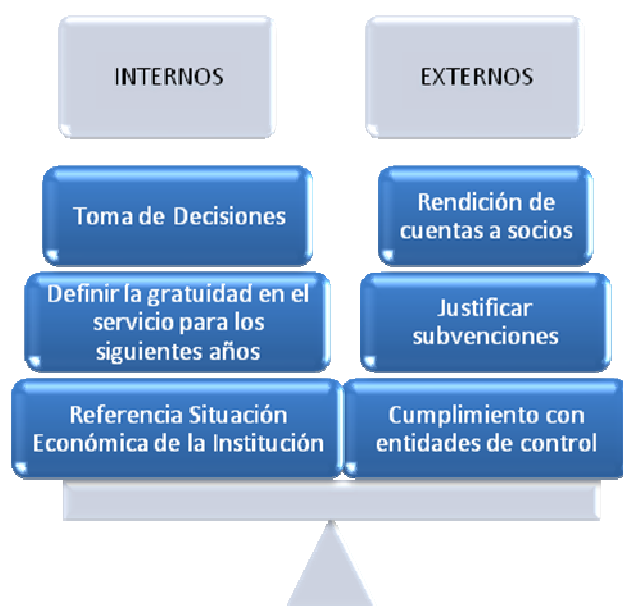 INTERNOS
EXTERNOS
Toma de Decisiones
Definir la gratuídad en el
servicio para los
siguientes años
Referencia Situación
Económica de la Institución
Rendición de
cuentas a socios
Justificar
subvenciones
Cumplimiento con
entidades de control